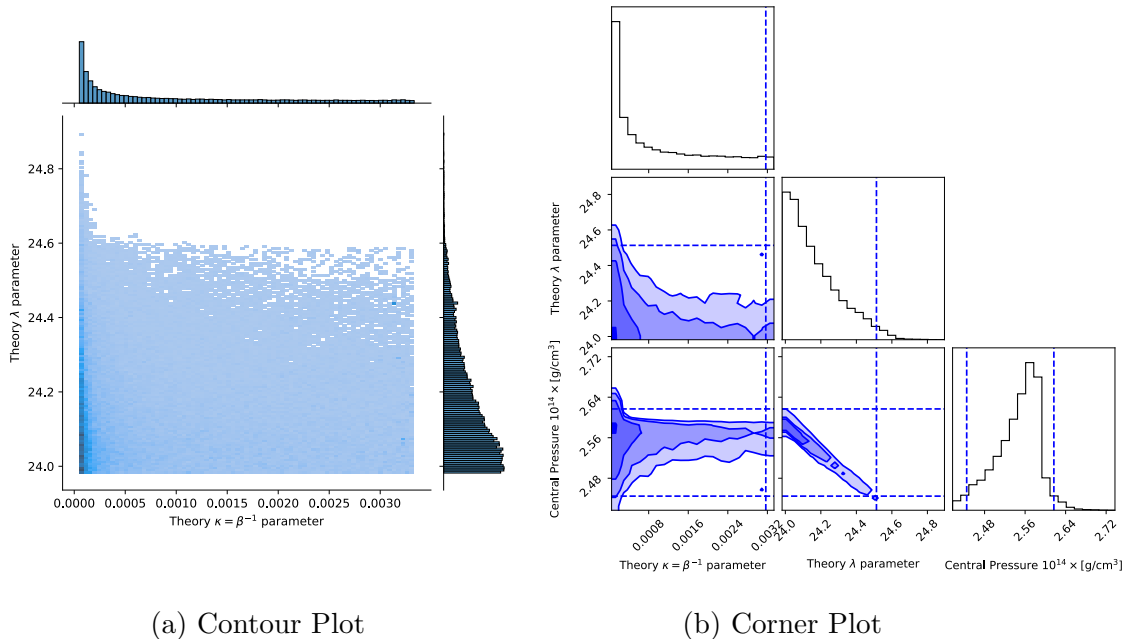 24.8
24.6
24.4
24.2
24.0
Theory λ parameter
0.0000 0.0005 0.0010 0.0015 0.0020 0.0025 0.0030
Theory κ = β⁻¹ parameter
(a) Contour Plot
24.8
24.6
24.4
24.2
24.0
Theory λ parameter
2.72
2.64
2.56
2.48
Central Pressure 10¹⁴ × [g/cm³]
0.0008 0.0016 0.0024 0.0032
Theory κ = β⁻¹ parameter
24.0 24.2 24.4 24.6 24.8
Theory λ parameter
2.48 2.56 2.64 2.72
Central Pressure 10¹⁴ × [g/cm³]
(b) Corner Plot